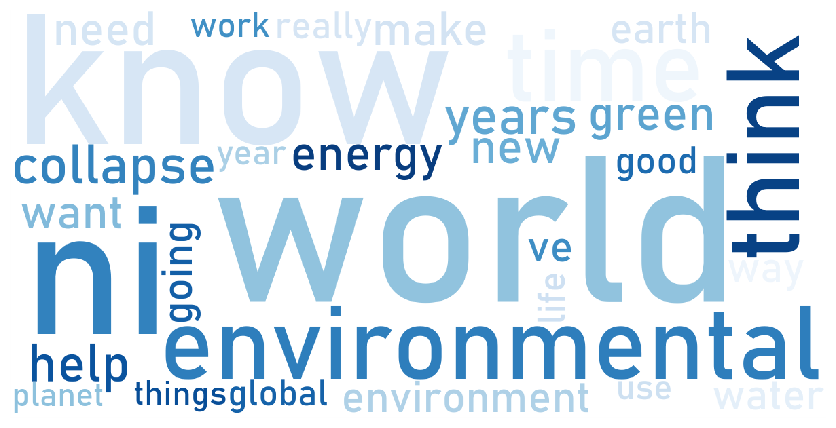 need work really make earth
know time think
years green
collapse year energy new good
want world
ni going ve life way
environmental
help
planet things global environment use water